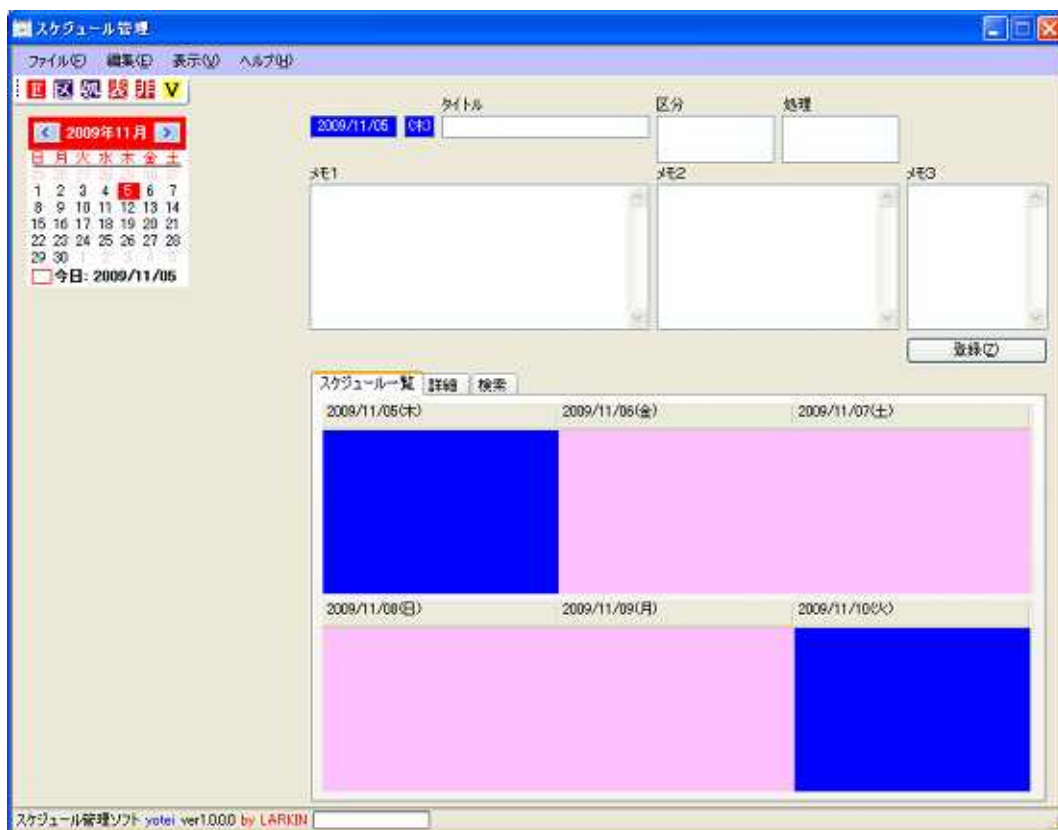 スケジュール管理
ファイル(F) 編集(E) 表示(V) ヘルプ(H)
区 処 V
2009年11月
日 月 火 水 木 金 土
1 2 3 4 5 6 7
8 9 10 11 12 13 14
15 16 17 18 19 20 21
22 23 24 25 26 27 28
29 30 1 2 3 4 5
今日: 2009/11/05
タイトル 区分 処理
2009/11/05 (木)
メモ1 メモ2 メモ3
登録(Z)
スケジュール一覧 詳細 検索
2009/11/05(木) 2009/11/06(金) 2009/11/07(土)
2009/11/08(日) 2009/11/09(月) 2009/11/10(火)
スケジュール管理ソフト yotei ver1.0.0.0 by LARKIN